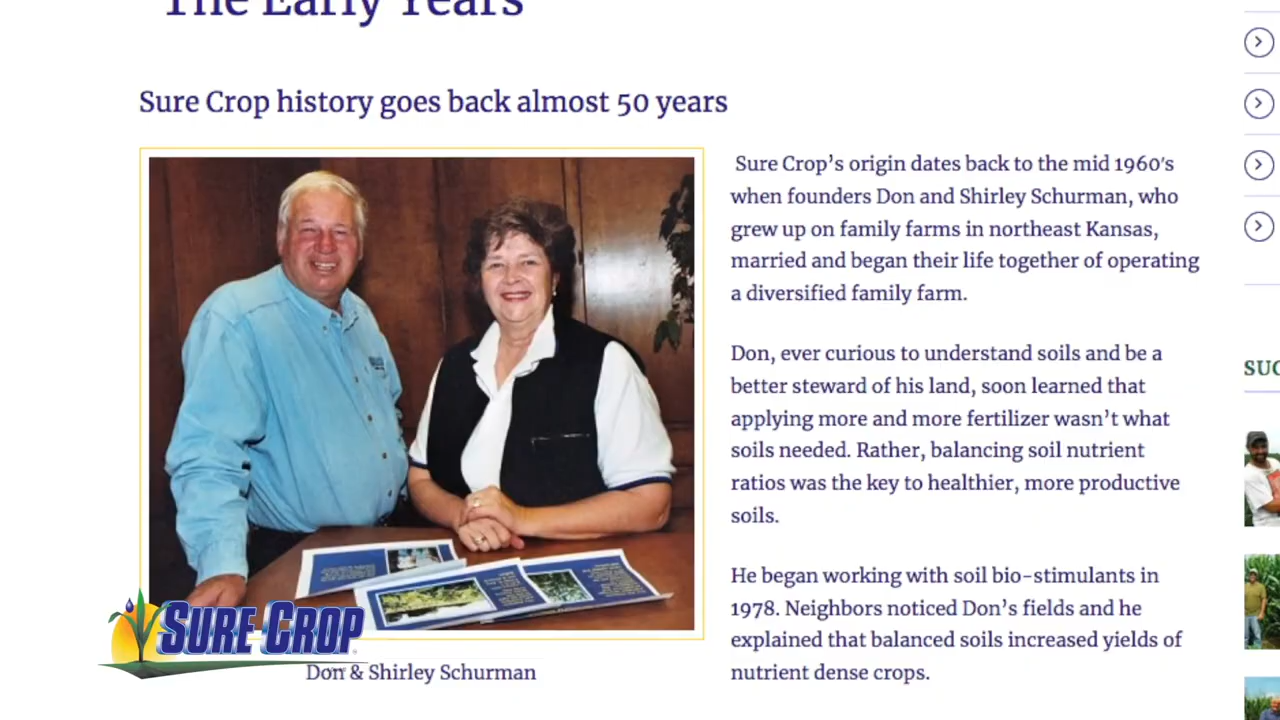 The Early Years
Sure Crop history goes back almost 50 years
Sure Crop’s origin dates back to the mid 1960's
when founders Don and Shirley Schurman, who
grew up on family farms in northeast Kansas,
married and began their life together of operating
a diversified family farm.
Don, ever curious to understand soils and be a
better steward of his land, soon learned that
applying more and more fertilizer wasn’t what
soils needed. Rather, balancing soil nutrient
ratios was the key to healthier, more productive
soils.
He began working with soil bio-stimulants in
1978. Neighbors noticed Don’s fields and he
explained that balanced soils increased yields of
nutrient dense crops.
SURE CROP
Don & Shirley Schurman